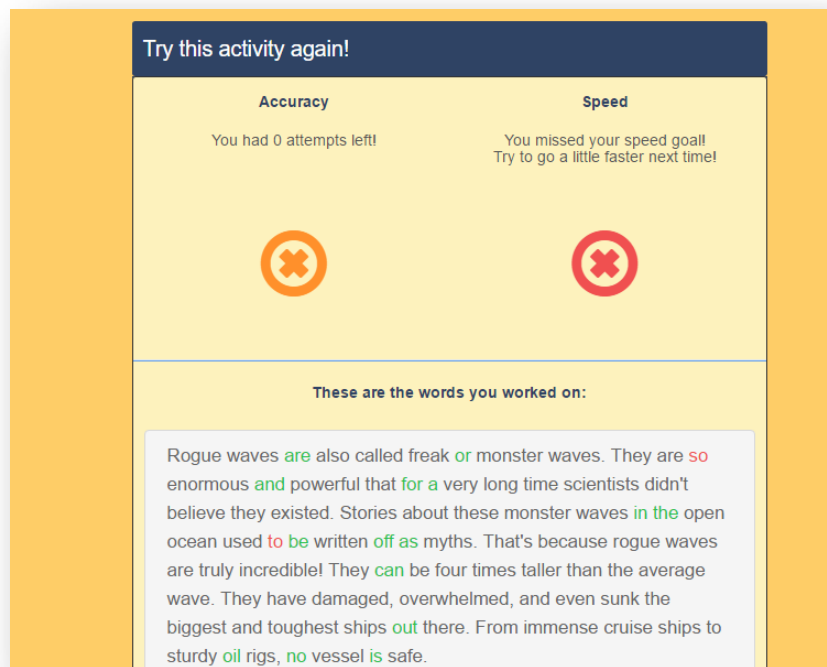 Try this activity again!
Accuracy
Speed
You had 0 attempts left!
You missed your speed goal!
Try to go a little faster next time!
These are the words you worked on:
Rogue waves are also called freak or monster waves. They are so
enormous and powerful that for a very long time scientists didn't
believe they existed. Stories about these monster waves in the open
ocean used to be written off as myths. That's because rogue waves
are truly incredible! They can be four times taller than the average
wave. They have damaged, overwhelmed, and even sunk the
biggest and toughest ships out there. From immense cruise ships to
sturdy oil rigs, no vessel is safe.